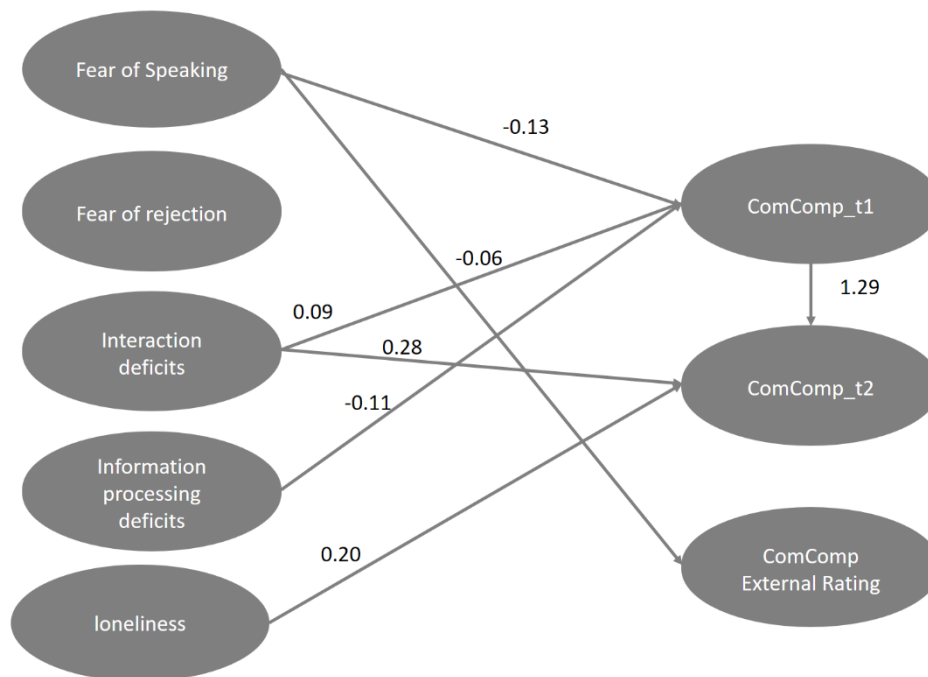 Fear of Speaking
-0.13
ComComp_t1
Fear of rejection
-0.06
1.29
0.09
Interaction
deficits
0.28
ComComp_t2
-0.11
Information
processing
deficits
0.20
ComComp
External Rating
loneliness